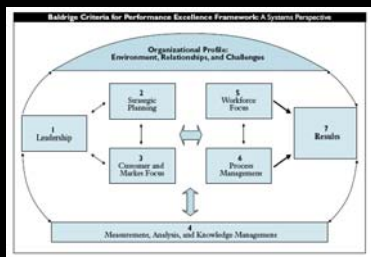 Baldrige Criteria for Performance Excellence Framework: A Systems Perspective
Organizational Profile:
Environment, Relationships, and Challenges
2
Strategic
Planning
5
Workforce
Focus
1
Leadership
7
Results
3
Customer and
Market Focus
6
Process
Management
4
Measurement, Analysis, and Knowledge Management